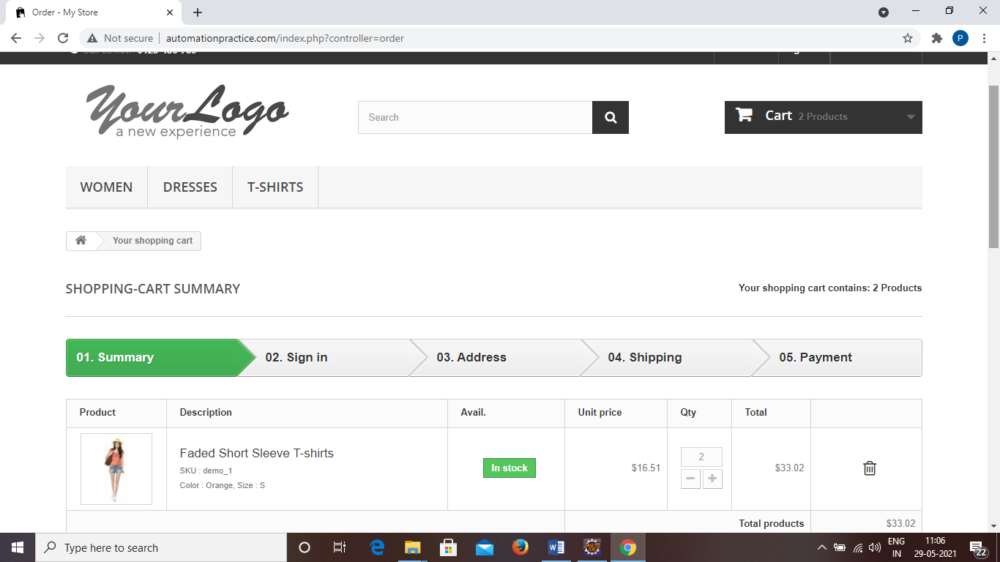 Order - My Store
Not secure automationpractice.com/index.php?controller=order P
YourLogo
a new experience
Search
Cart 2 Products
WOMEN DRESSES T-SHIRTS
Your shopping cart
SHOPPING-CART SUMMARY Your shopping cart contains: 2 Products
01. Summary 02. Sign in 03. Address 04. Shipping 05. Payment
Product Description Avail. Unit price Qty Total
Faded Short Sleeve T-shirts
SKU : demo_1
Color : Orange, Size : S
In stock
$16.51
2
$33.02
Total products $33.02
Type here to search
ENG
IN
11:06
29-05-2021
22